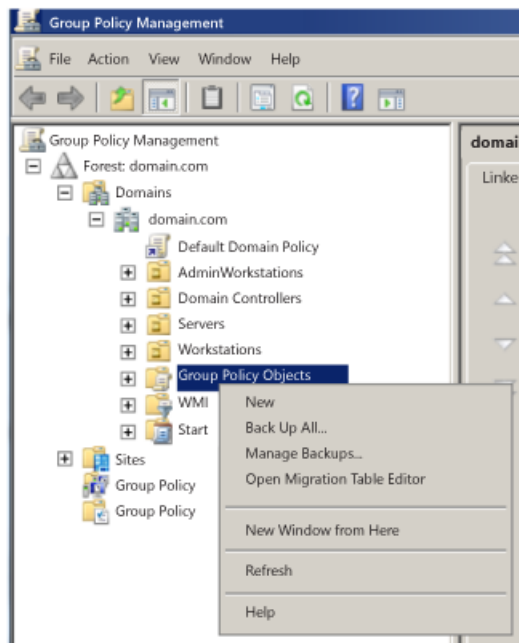 Group Policy Management
File Action View Window Help
Group Policy Management
Forest: domain.com
Domains
domain.com
Default Domain Policy
AdminWorkstations
Domain Controllers
Servers
Workstations
Group Policy Objects
WMI
Start
Sites
Group Policy
Group Policy
New
Back Up All...
Manage Backups...
Open Migration Table Editor
New Window from Here
Refresh
Help
domai
Linke